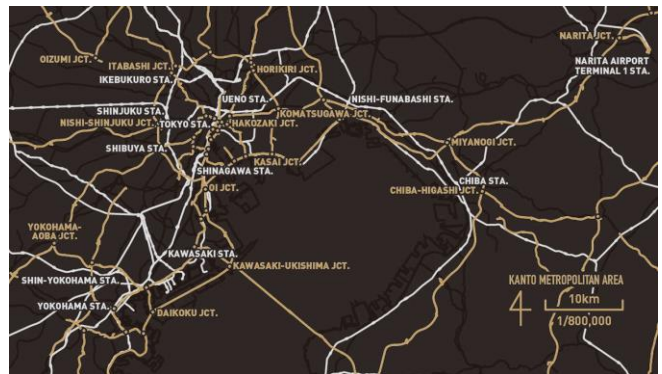 OIZUMI JCT.
ITABASHI JCT.
IKEBUKURO STA.
HORIKIRI JCT.
NARITA JCT.
NARITA AIRPORT
TERMINAL 1 STA.
UENO STA.
NISHI-FUNABASHI STA.
SHINJUKU STA.
KOMATSUGAWA JCT.
NISHI-SHINJUKU JCT.
TOKYO STA.
HAKOZAKI JCT.
MIYANOGI JCT.
SHIBUYA STA.
KASAI JCT.
SHINAGAWA STA.
CHIBA STA.
OI JCT.
CHIBA-HIGASHI JCT.
YOKOHAMA-
AOBA JCT.
KAWASAKI STA.
KAWASAKI-UKISHIMA JCT.
SHIN-YOKOHAMA STA.
YOKOHAMA STA.
DAIKOKU JCT.
KANTO METROPOLITAN AREA
10km
1/800,000